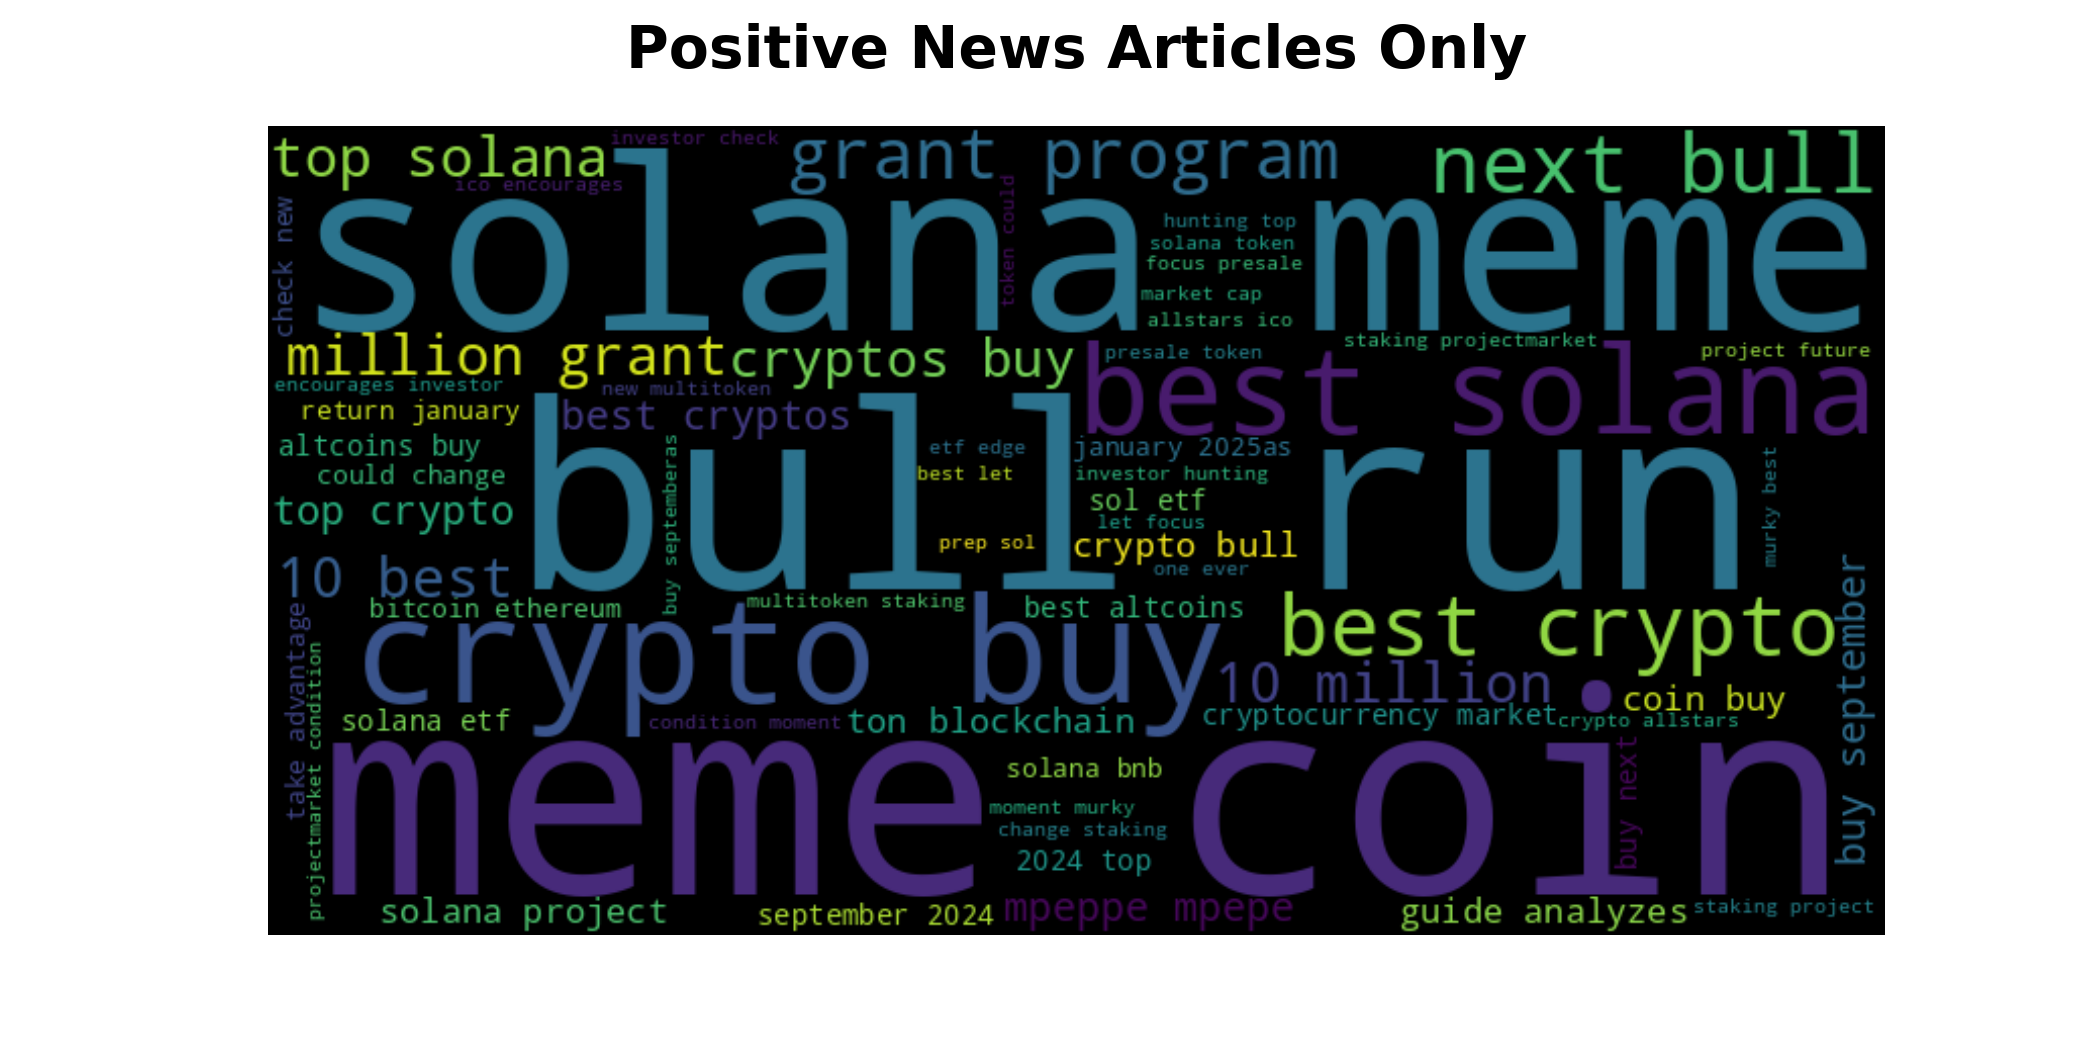 Positive News Articles Only
top solana
investor check
grant program
next bull
ico encourages
check new
solana meme
token could
hunting top
solana token
focus presale
market cap
allstars ico
staking projectmarket
million grant
cryptos buy
presale token
project future
encourages investor
new multitoken
best solana
return january
best cryptos
altcoins buy
etf edge
january 2025as
could change
best let
investor hunting
bull run
buy septemberas
murky best
top crypto
sol etf
let focus
prep sol
crypto bull
one ever
10 best
bitcoin ethereum
multitoken staking
best altcoins
best crypto
crypto buy
buy september
take advantage
projectmarket condition
10 million
coin buy
solana etf
condition moment
ton blockchain
cryptocurrency market
crypto allstars
meme coin
solana bnb
buy next
moment murky
change staking
2024 top
solana project
september 2024
mpeppe mpepe
guide analyzes
staking project